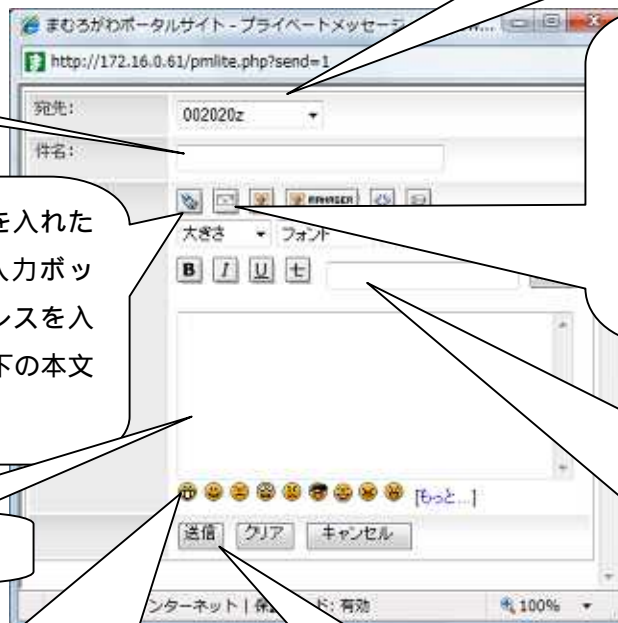 まむろがわポータルサイト - プライベートメッセージ
http://172.16.0.61/pmlite.php?send=1
宛先:
002020z
件名:
MANAGER
を入れた
入力ボッ
レスを入
下の本文
大きさ
フォント
B I U
[もっと...]
送信 クリア キャンセル
ンターネット | 保
ド: 有効
100%